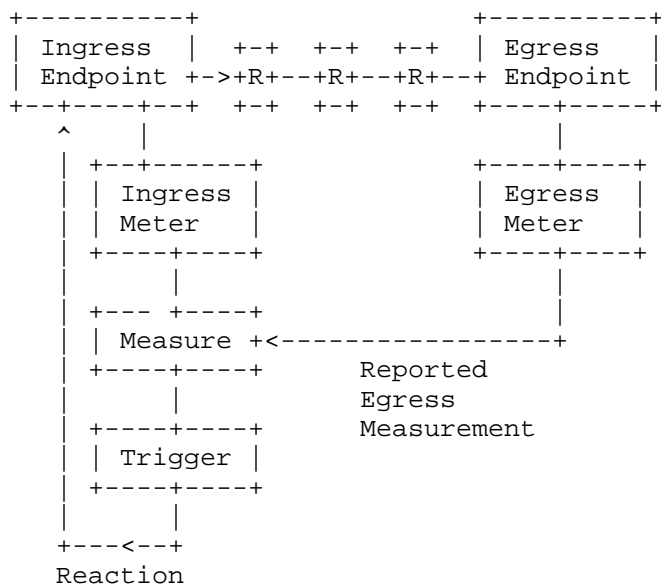 Ingress Egress
Endpoint R R R Endpoint
Ingress Egress
Meter Meter
Measure
Reported
Egress
Trigger Measurement
Reaction